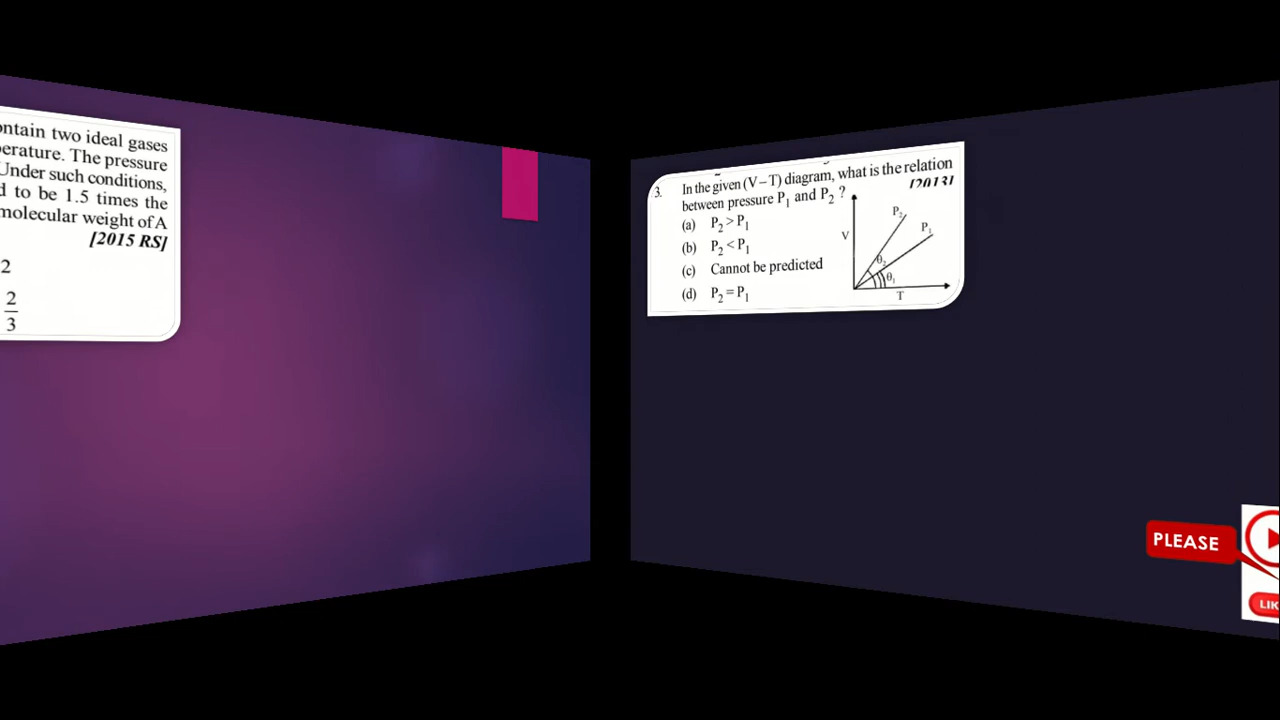 ontain two ideal gases
erature. The pressure
Under such conditions,
d to be 1.5 times the
molecular weight of A
[2015 RS]
2
2
3
3. In the given (V–T) diagram, what is the relation
between pressure P₁ and P₂ ?
[2013]
(a) P₂ > P₁
(b) P₂ < P₁
(c) Cannot be predicted
(d) P₂ = P₁
P₂
P₁
V
θ₂
θ₁
T
PLEASE
LIK